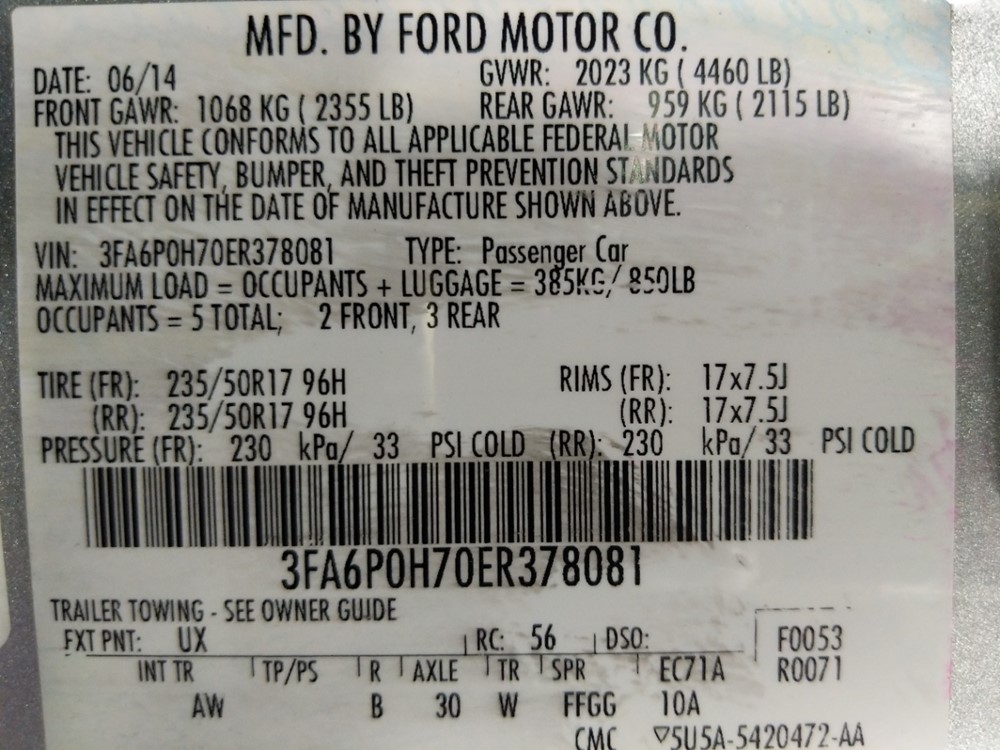 MFD. BY FORD MOTOR CO.
DATE: 06/14 GVWR: 2023 KG ( 4460 LB)
FRONT GAWR: 1068 KG ( 2355 LB) REAR GAWR: 959 KG ( 2115 LB)
THIS VEHICLE CONFORMS TO ALL APPLICABLE FEDERAL MOTOR
VEHICLE SAFETY, BUMPER, AND THEFT PREVENTION STANDARDS
IN EFFECT ON THE DATE OF MANUFACTURE SHOWN ABOVE.
VIN: 3FA6P0H70ER378081 TYPE: Passenger Car
MAXIMUM LOAD = OCCUPANTS + LUGGAGE = 385KG/ 850LB
OCCUPANTS = 5 TOTAL; 2 FRONT, 3 REAR
TIRE (FR): 235/50R17 96H RIMS (FR): 17x7.5J
(RR): 235/50R17 96H (RR): 17x7.5J
PRESSURE (FR): 230 kPa/ 33 PSI COLD (RR): 230 kPa/ 33 PSI COLD
3FA6P0H70ER378081
TRAILER TOWING - SEE OWNER GUIDE
EXT PNT: UX RC: 56 DSO: F0053
INT TR TP/PS R AXLE TR SPR EC71A R0071
AW B 30 W FFGG 10A
CMC ▽5U5A-5420472-AA